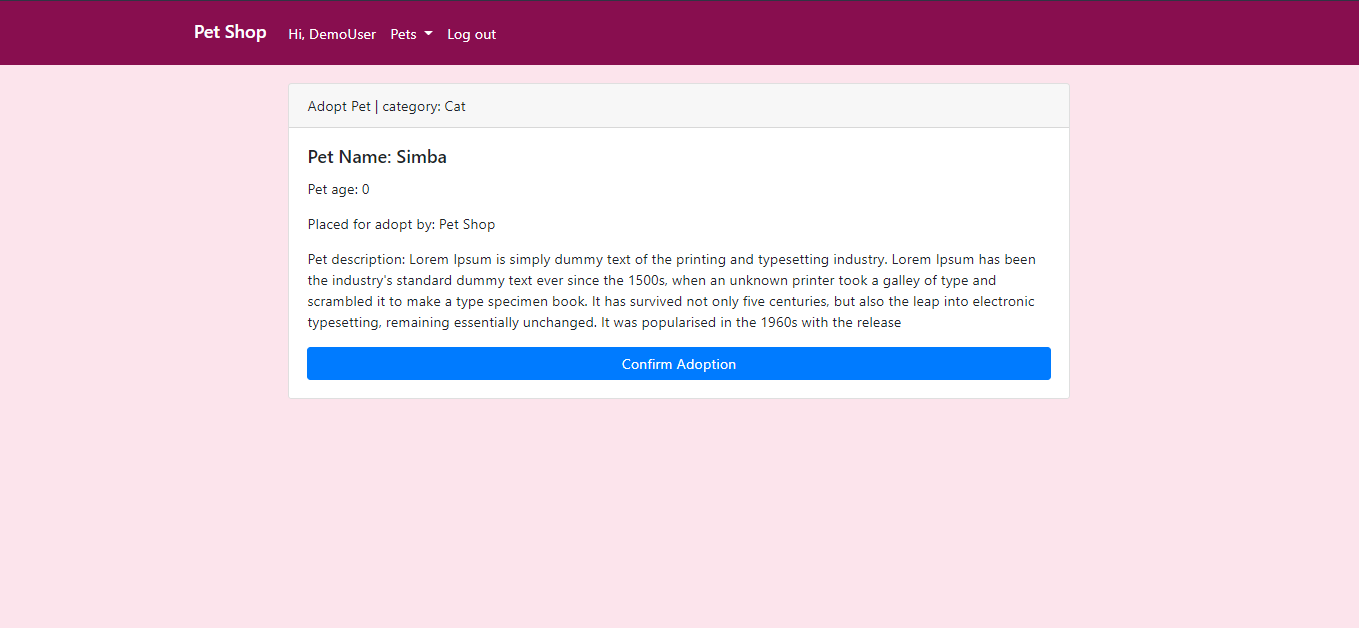 Pet Shop Hi, DemoUser Pets Log out
Adopt Pet | category: Cat
Pet Name: Simba
Pet age: 0
Placed for adopt by: Pet Shop
Pet description: Lorem Ipsum is simply dummy text of the printing and typesetting industry. Lorem Ipsum has been
the industry's standard dummy text ever since the 1500s, when an unknown printer took a galley of type and
scrambled it to make a type specimen book. It has survived not only five centuries, but also the leap into electronic
typesetting, remaining essentially unchanged. It was popularised in the 1960s with the release
Confirm Adoption